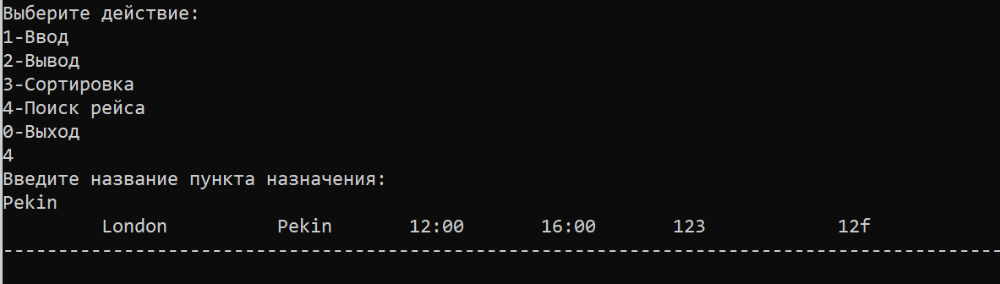 Выберите действие:
1-Ввод
2-Вывод
3-Сортировка
4-Поиск рейса
0-Выход
4
Введите название пункта назначения:
Pekin
London Pekin 12:00 16:00 123 12f
-------------------------------------------------------------------------------------------